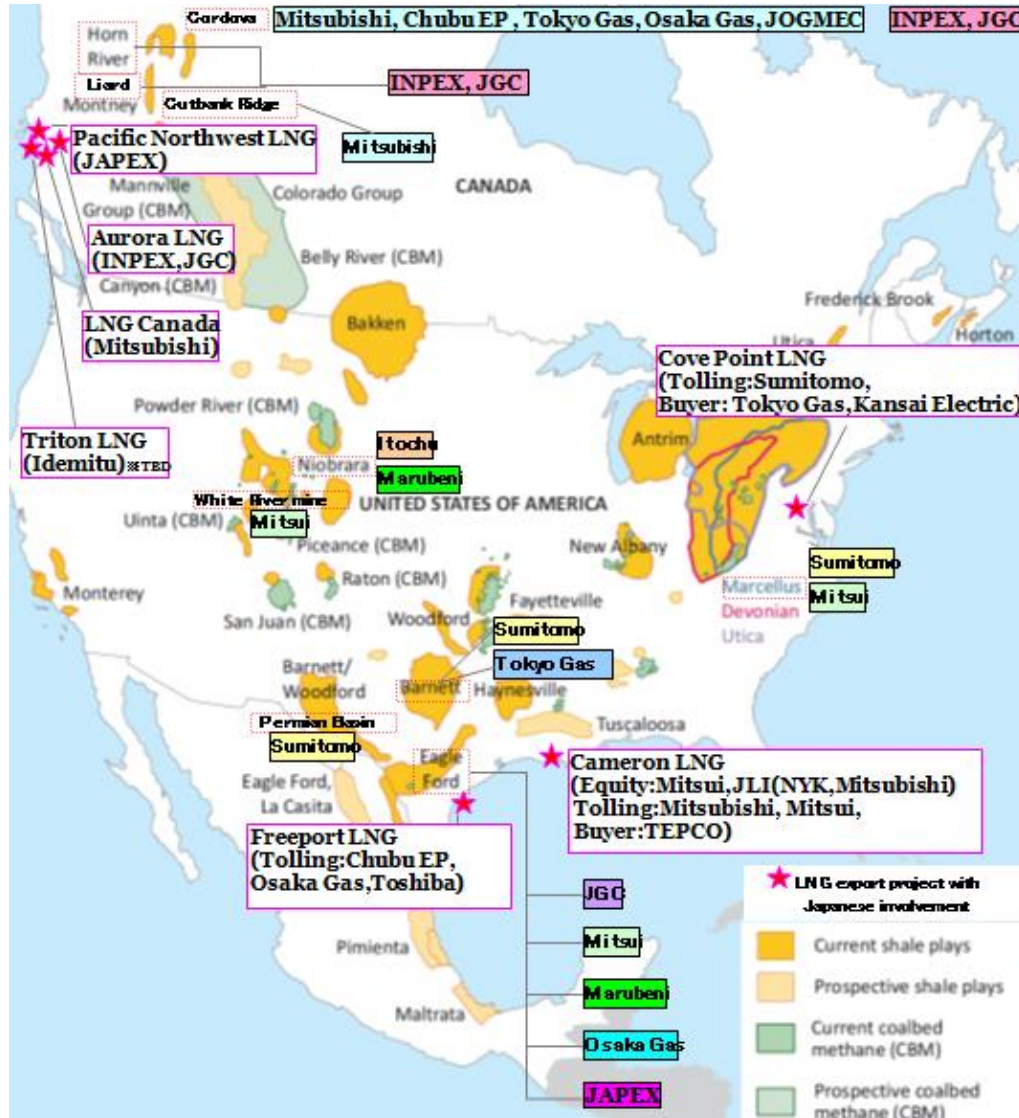 Cordova
Mitsubishi, Chubu EP , Tokyo Gas, Osaka Gas, JOGMEC
INPEX, JGC
Horn
River
Liard
INPEX, JGC
Montney
Cutbank Ridge
Mitsubishi
Pacific Northwest LNG
(JAPEX)
CANADA
Mannville
Group (CBM)
Colorado Group
Aurora LNG
(INPEX,JGC)
Belly River (CBM)
Canyon (CBM)
LNG Canada
(Mitsubishi)
Bakken
Frederick Brook
Horton
Utica
Cove Point LNG
(Tolling:Sumitomo,
Buyer: Tokyo Gas,Kansai Electric)
Powder River (CBM)
Antrim
Triton LNG
(Idemitu)※TBD
Itochu
Niobrara
Marubeni
White River mine
UNITED STATES OF AMERICA
Uinta (CBM)
Mitsui
Piceance (CBM)
New Albany
Raton (CBM)
Monterey
San Juan (CBM)
Fayetteville
Woodford
Sumitomo
Marcellus
Mitsui
Devonian
Utica
Sumitomo
Tokyo Gas
Barnett/
Woodford
Barnett
Haynesville
Tuscaloosa
Permian Basin
Sumitomo
Eagle
Ford
Eagle Ford,
La Casita
Cameron LNG
(Equity:Mitsui,JLI(NYK,Mitsubishi)
Tolling:Mitsubishi, Mitsui,
Buyer:TEPCO)
Freeport LNG
(Tolling:Chubu EP,
Osaka Gas,Toshiba)
JGC
Mitsui
Marubeni
Osaka Gas
JAPEX
Pimienta
Maltrata
LNG export project with
Japanese involvement
Current shale plays
Prospective shale plays
Current coalbed
methane (CBM)
Prospective coalbed
methane (CBM)